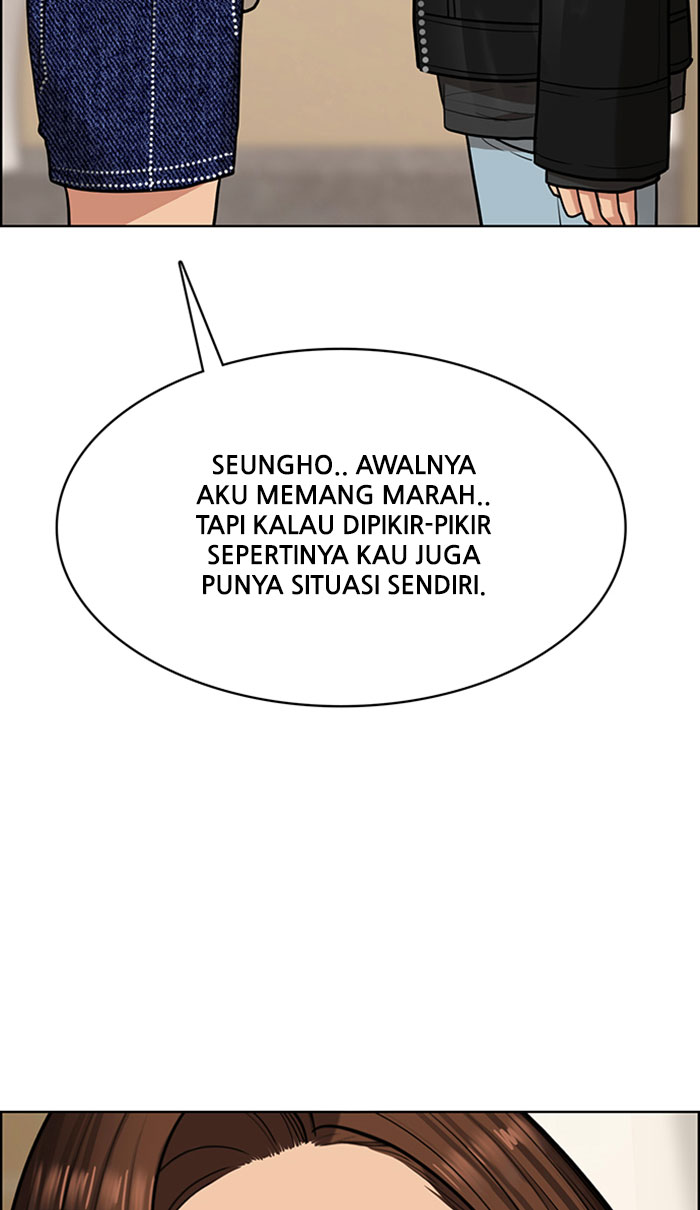 SEUNGHO.. AWALNYA
AKU MEMANG MARAH..
TAPI KALAU DIPIKIR-PIKIR
SEPERTINYA KAU JUGA
PUNYA SITUASI SENDIRI.